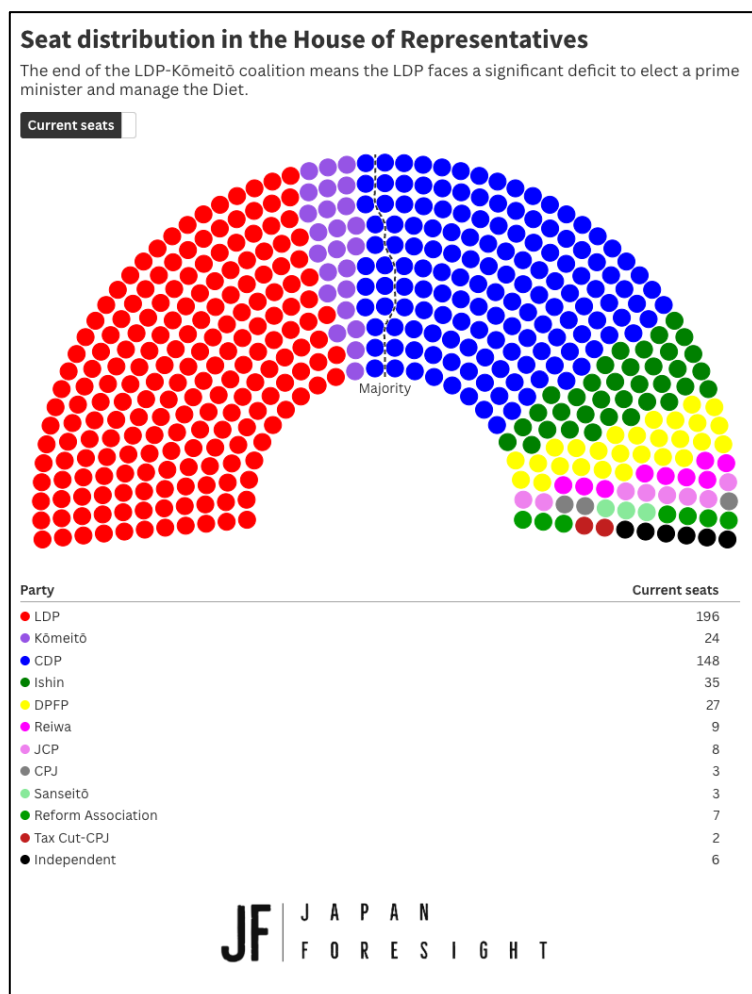 Seat distribution in the House of Representatives
The end of the LDP-Kōmeitō coalition means the LDP faces a significant deficit to elect a prime
minister and manage the Diet.
Current seats
Majority
Party Current seats
LDP 196
Kōmeitō 24
CDP 148
Ishin 35
DPFP 27
Reiwa 9
JCP 8
CPJ 3
Sanseitō 3
Reform Association 7
Tax Cut-CPJ 2
Independent 6
JF JAPAN
FORESIGHT